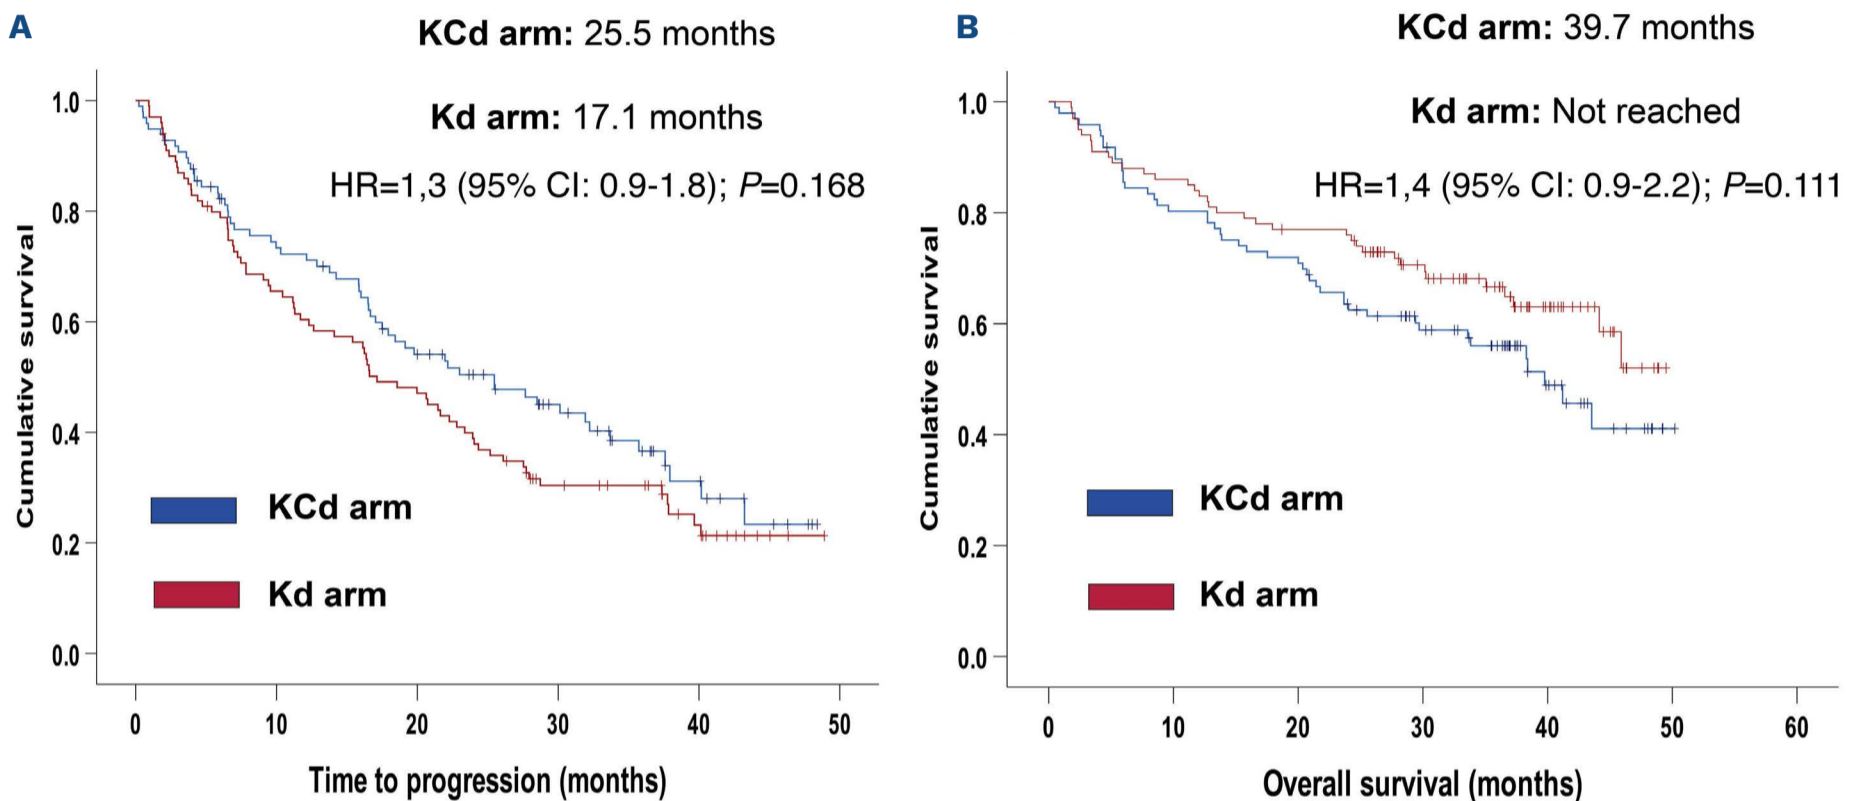 A
KCd arm: 25.5 months
Kd arm: 17.1 months
HR=1,3 (95% CI: 0.9-1.8); P=0.168
Cumulative survival
1.0
0.8
0.6
0.4
0.2
0.0
KCd arm
Kd arm
0 10 20 30 40 50
Time to progression (months)
B
KCd arm: 39.7 months
Kd arm: Not reached
HR=1,4 (95% CI: 0.9-2.2); P=0.111
Cumulative survival
1.0
0.8
0.6
0.4
0.2
0.0
KCd arm
Kd arm
0 10 20 30 40 50 60
Overall survival (months)